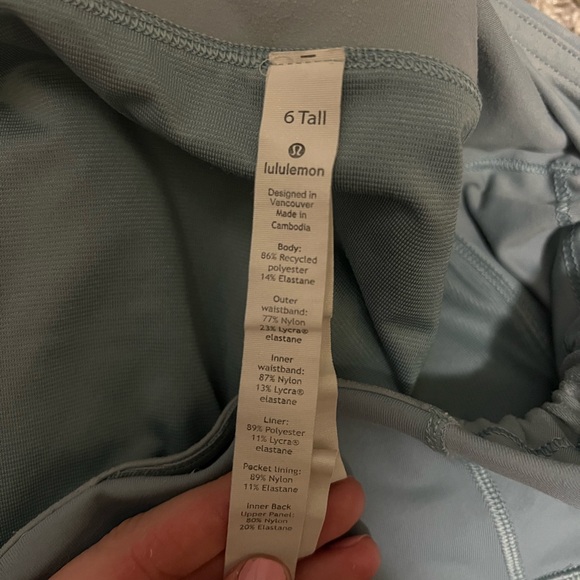 6 Tall
lululemon
Designed in
Vancouver
Made in
Cambodia
Body:
86% Recycled
polyester
14% Elastane
Outer
waistband:
77% Nylon
23% Lycra®
elastane
Inner
waistband:
87% Nylon
13% Lycra®
elastane
Liner:
89% Polyester
11% Lycra®
elastane
Pocket lining:
89% Nylon
11% Elastane
Inner Back
Upper Panel:
80% Nylon
20% Elastane